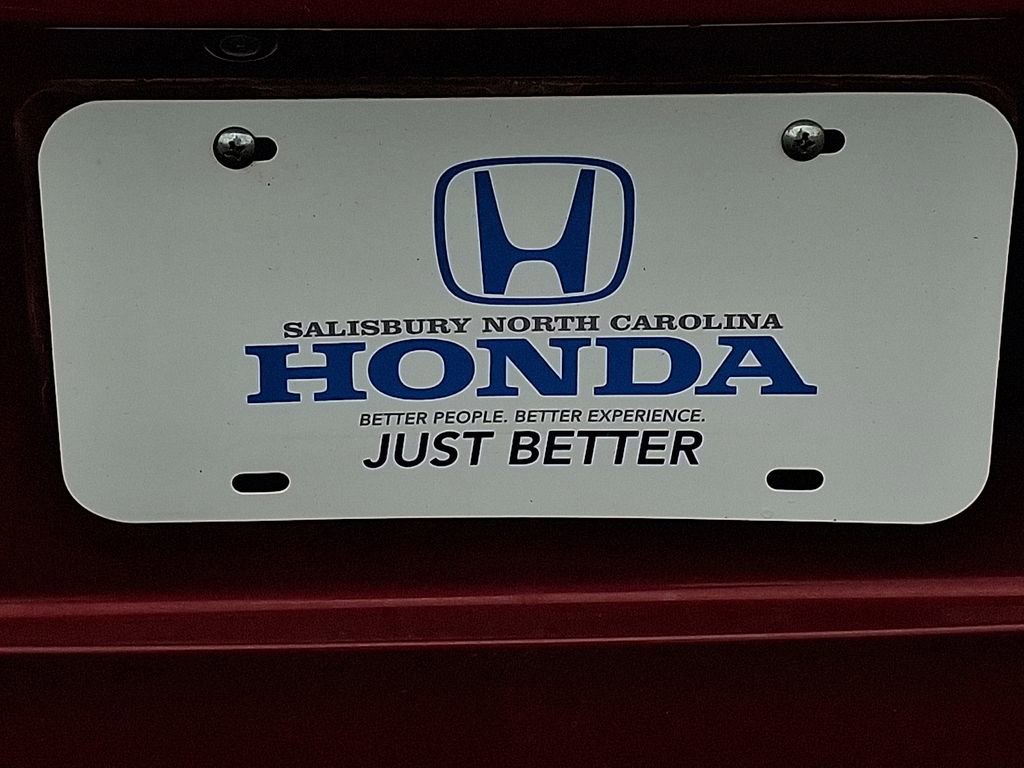 SALISBURY NORTH CAROLINA
HONDA
BETTER PEOPLE. BETTER EXPERIENCE.
JUST BETTER